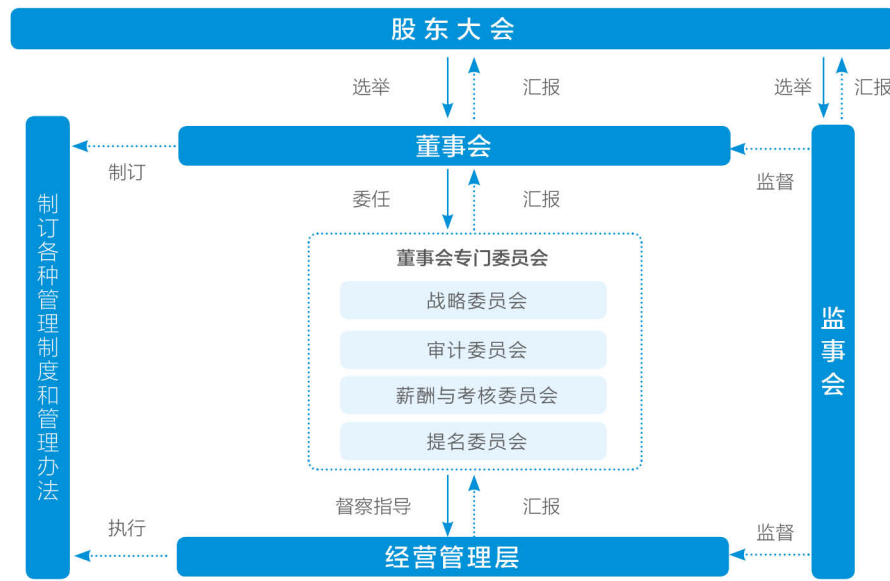 股东大会
选举
汇报
选举
汇报
董事会
制订
监督
委任
汇报
制订各种管理制度和管理办法
董事会专门委员会
战略委员会
审计委员会
薪酬与考核委员会
提名委员会
监事会
督察指导
汇报
执行
监督
经营管理层